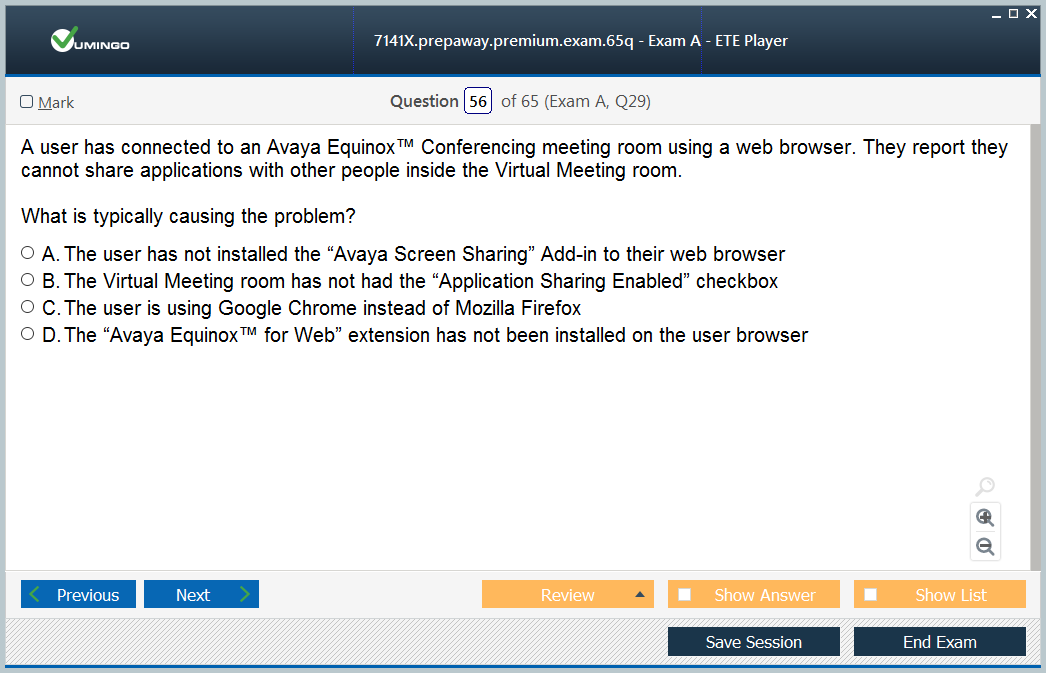 VUMINGO
7141X.prepaway.premium.exam.65q - Exam A - ETE Player
Mark
Question 56 of 65 (Exam A, Q29)
A user has connected to an Avaya Equinox™ Conferencing meeting room using a web browser. They report they
cannot share applications with other people inside the Virtual Meeting room.
What is typically causing the problem?
A. The user has not installed the “Avaya Screen Sharing” Add-in to their web browser
B. The Virtual Meeting room has not had the “Application Sharing Enabled” checkbox
C. The user is using Google Chrome instead of Mozilla Firefox
D. The “Avaya Equinox™ for Web” extension has not been installed on the user browser
Previous Next Review Show Answer Show List
Save Session End Exam